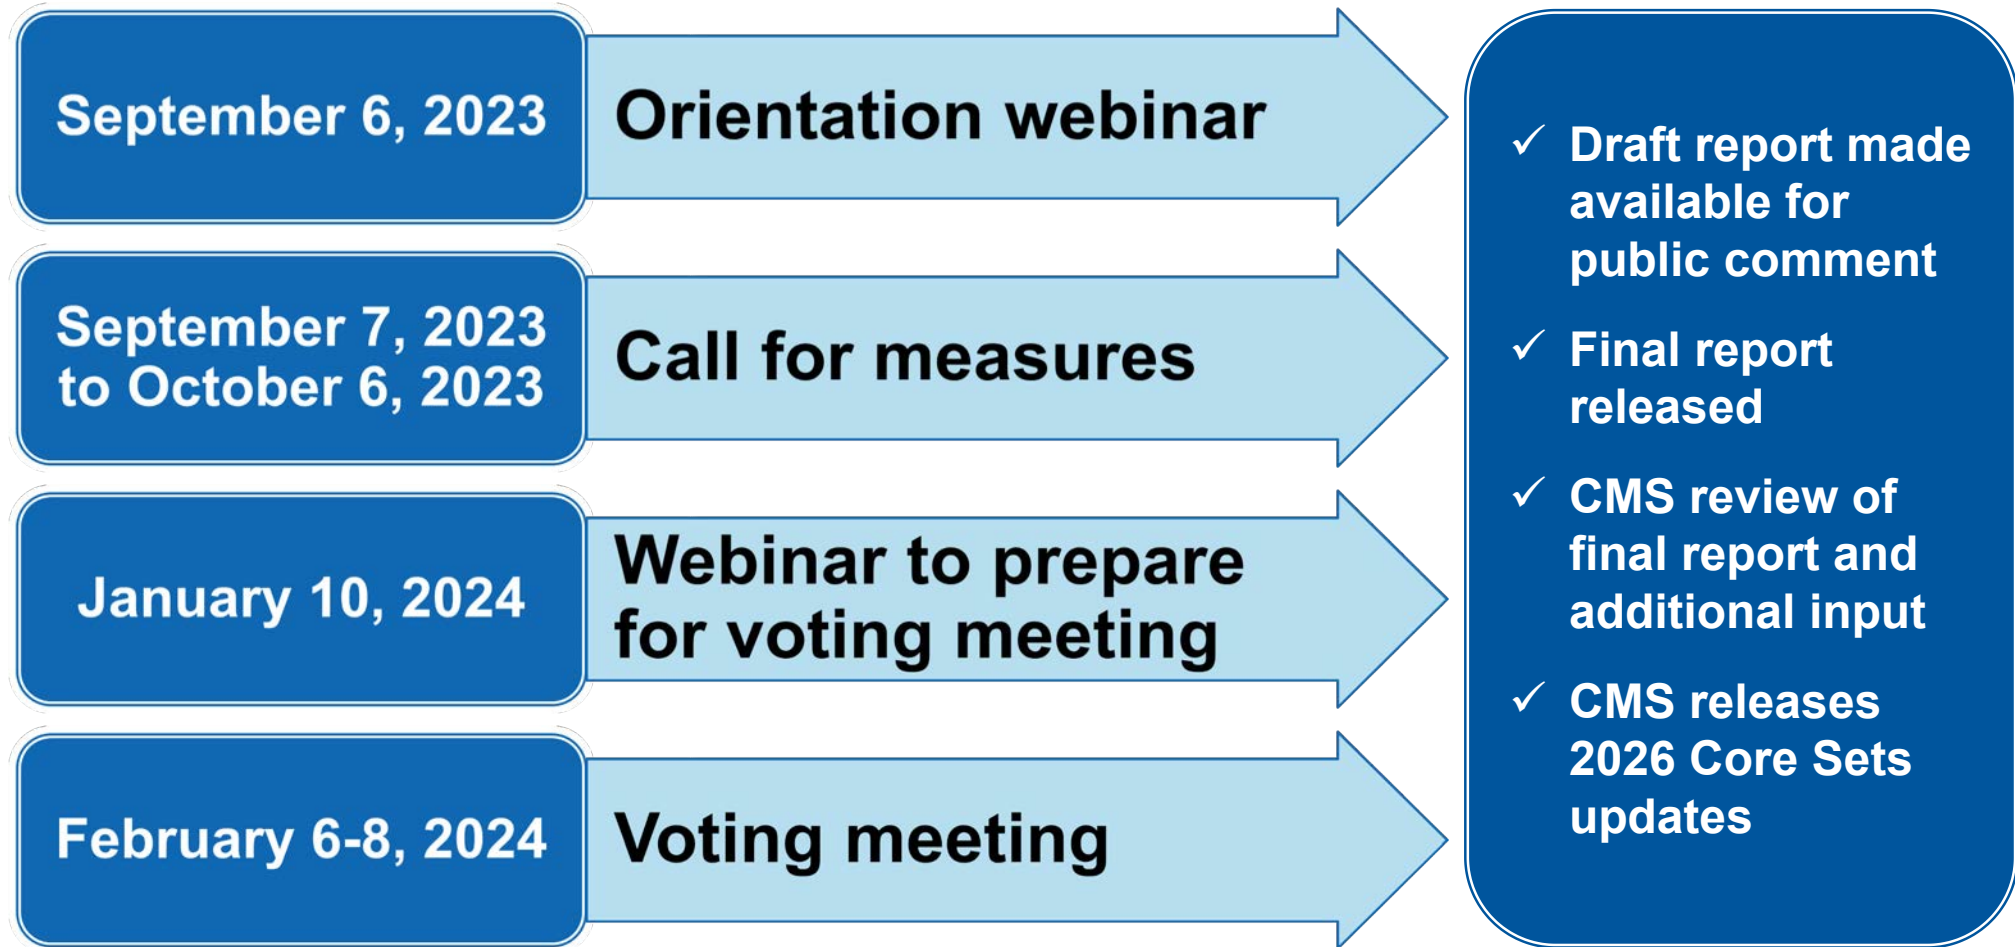 September 6, 2023
Orientation webinar
September 7, 2023
to October 6, 2023
Call for measures
January 10, 2024
Webinar to prepare
for voting meeting
February 6-8, 2024
Voting meeting
✓ Draft report made
available for
public comment
✓ Final report
released
✓ CMS review of
final report and
additional input
✓ CMS releases
2026 Core Sets
updates